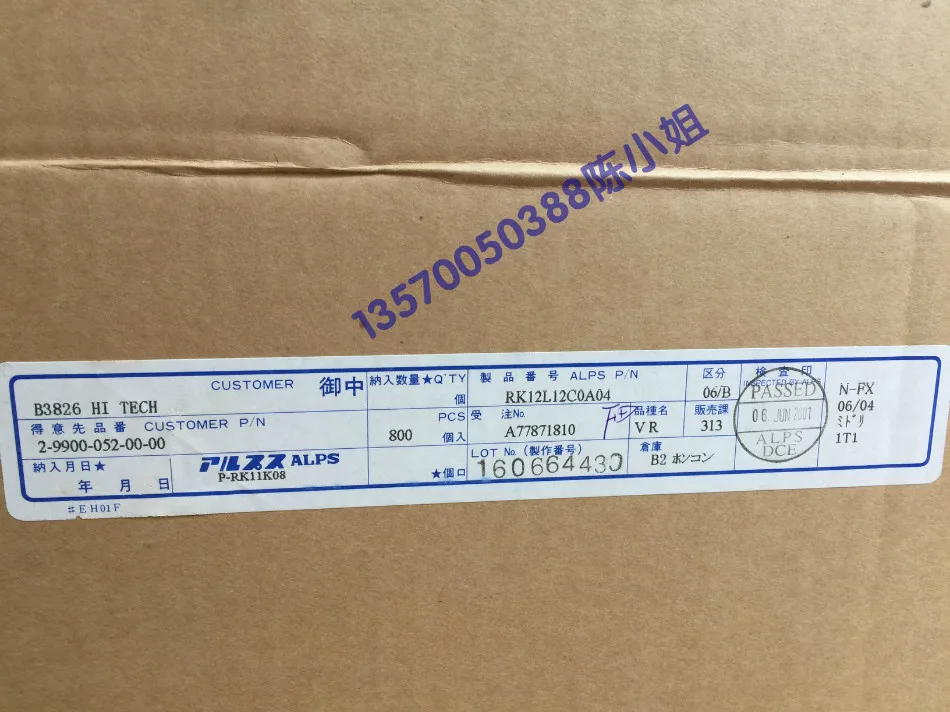 13570050388陈小姐
CUSTOMER 御中
B3826 HI TECH
得意先品番 CUSTOMER P/N
2-9900-052-00-00
納入月日★
年 月 日
アルプス ALPS
P-RK11K08
納入数量★Q'TY
個
PCS
800 個入
★個口
製品番号 ALPS P/N
RK12L12C0A04
受 注No.
A77871810
LOT No.(製作番号)
160664430
区分
06/B
品種名
VR
販売課
313
倉庫
B2 ホンコン
検査印
INSPECTED BY ALPS
PASSED
06. JUN 2001
ALPS
DCE
N-FX
06/04
ミドリ
1T1
#EH01F